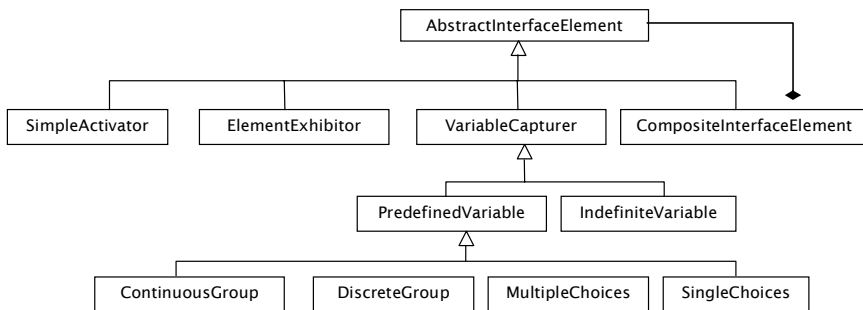 AbstractInterfaceElement
SimpleActivator
ElementExhibitor
VariableCapturer
CompositeInterfaceElement
PredefinedVariable
IndefiniteVariable
ContinuousGroup
DiscreteGroup
MultipleChoices
SingleChoices